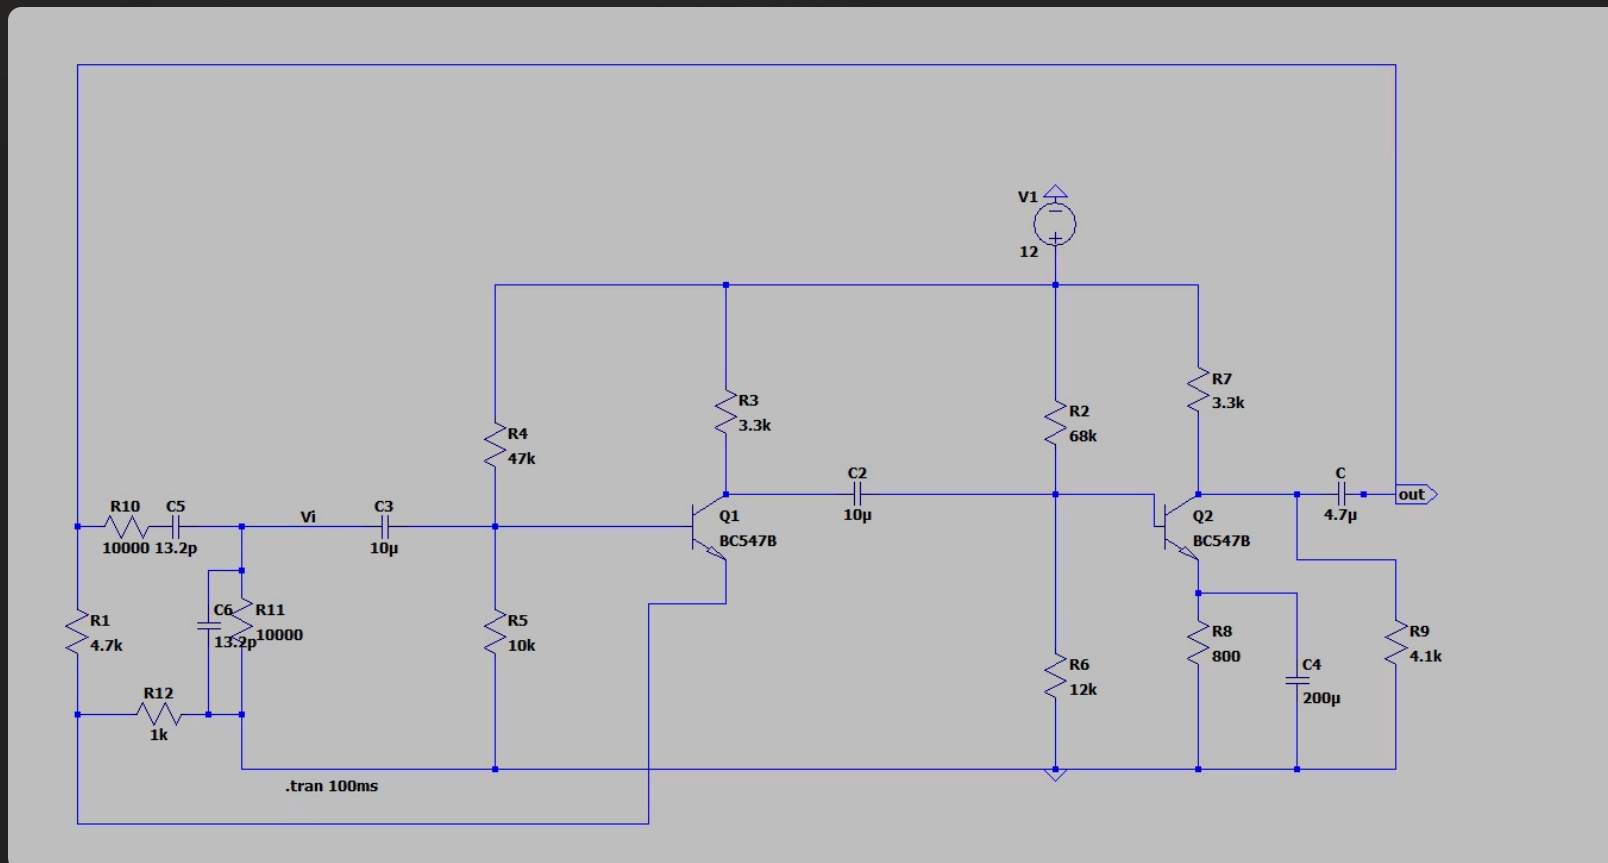 V1
12
R7
3.3k
R3
3.3k
R2
68k
R4
47k
C2
10µ
C
4.7µ
out
R10
10000
C5
13.2p
Vi
C3
10µ
Q1
BC547B
Q2
BC547B
C6
13.2p
R11
10000
R1
4.7k
R5
10k
R8
800
R9
4.1k
R6
12k
C4
200µ
R12
1k
.tran 100ms